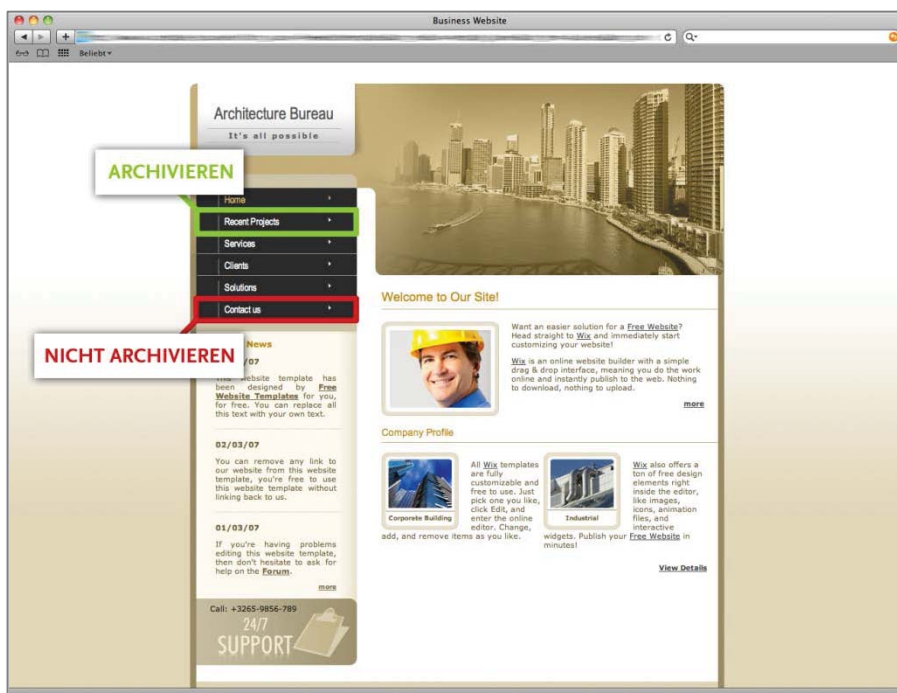 Business Website
Beliebt
Architecture Bureau
It's all possible
ARCHIVIEREN
Home
Recent Projects
Services
Clients
Solutions
Contact us
NICHT ARCHIVIEREN
News
/07
This website template has
been designed by Free
Website Templates for you,
for free. You can replace all
this text with your own text.
02/03/07
You can remove any link to
our website from this website
template, you're free to use
this website template without
linking back to us.
01/03/07
If you're having problems
editing this website template,
then don't hesitate to ask for
help on the Forum.
more
Call: +3265-9856-789
24/7
SUPPORT
Welcome to Our Site!
Want an easier solution for a Free Website?
Head straight to Wix and immediately start
customizing your website!
Wix is an online website builder with a simple
drag & drop interface, meaning you do the work
online and instantly publish to the web. Nothing
to download, nothing to upload.
more
Company Profile
Corporate Building
All Wix templates
are fully
customizable and
free to use. Just
pick one you like,
click Edit, and
enter the online
editor. Change,
add, and remove items as you like.
Industrial
Wix also offers a
ton of free design
elements right
inside the editor,
like images,
icons, animation
files, and
interactive
widgets. Publish your Free Website in
minutes!
View Details